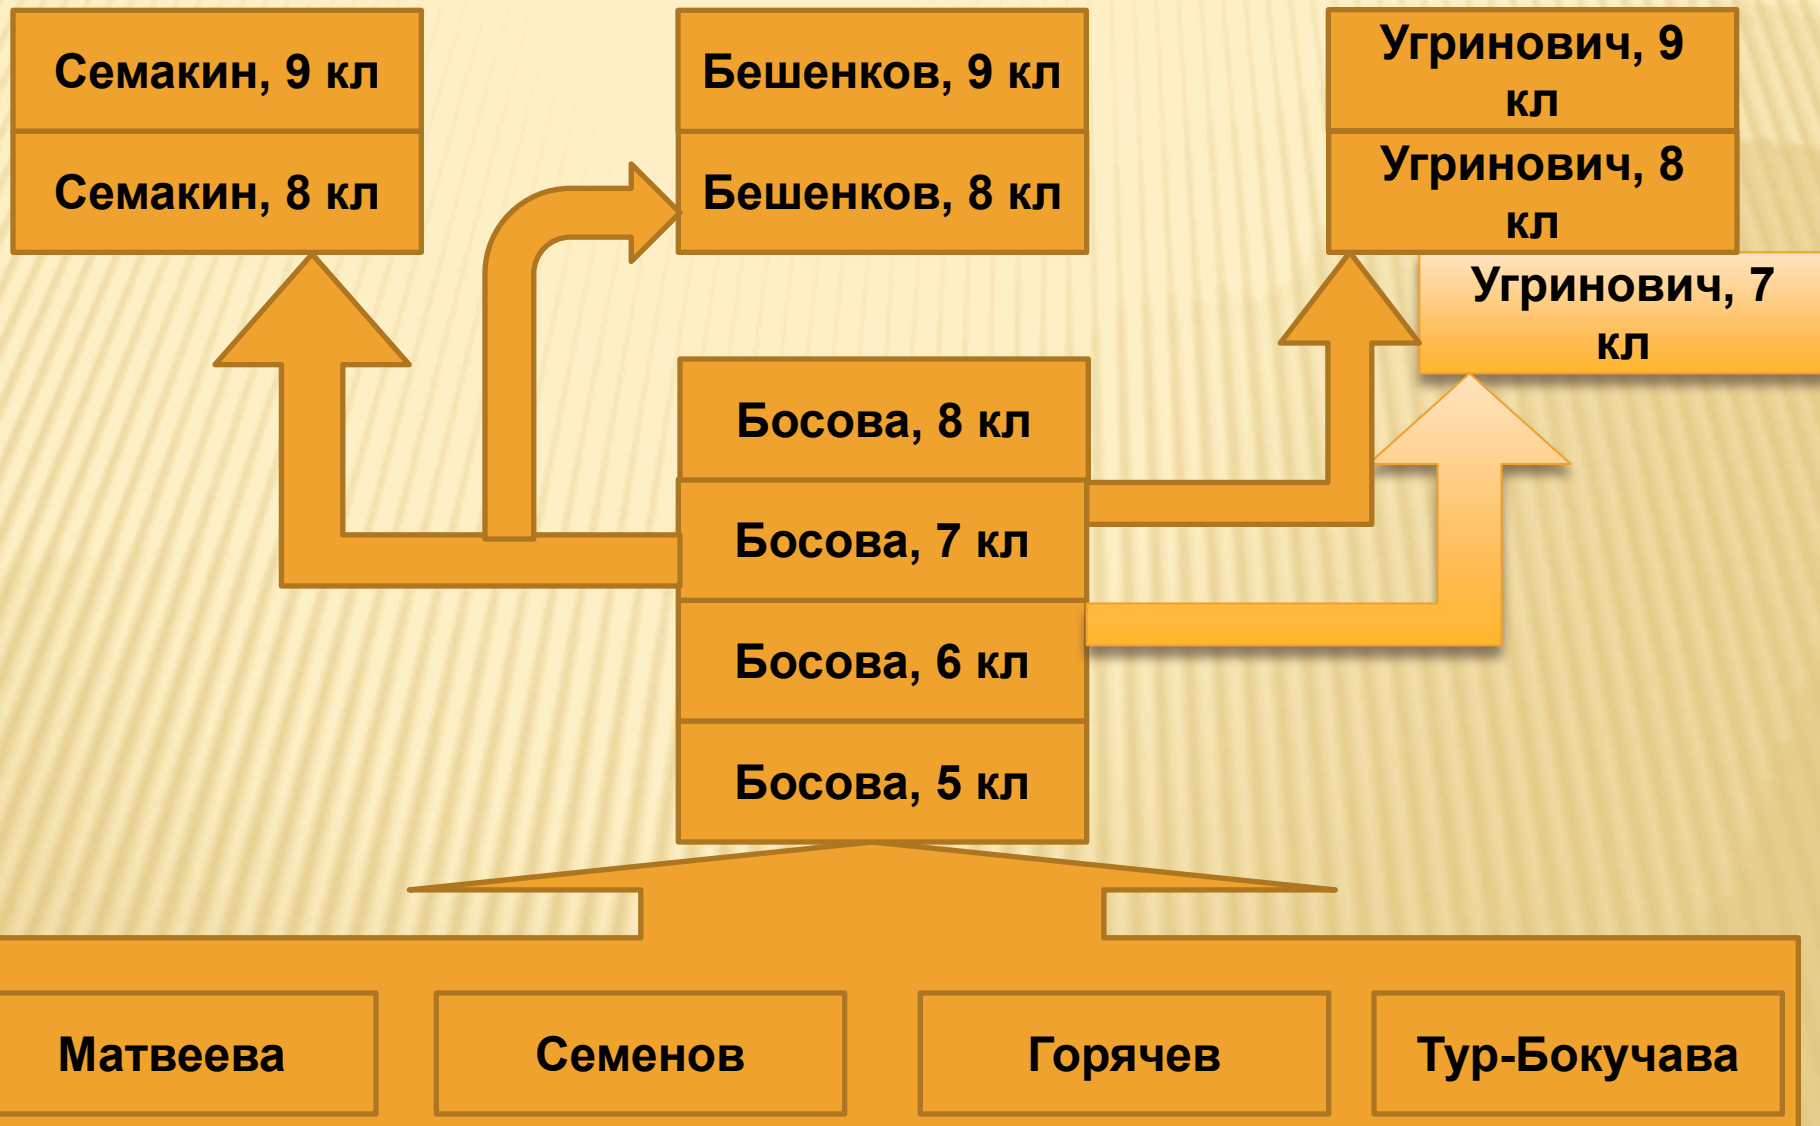 Семакин, 9 кл
Семакин, 8 кл
Бешенков, 9 кл
Бешенков, 8 кл
Угринович, 9
кл
Угринович, 8
кл
Угринович, 7
кл
Босова, 8 кл
Босова, 7 кл
Босова, 6 кл
Босова, 5 кл
Матвеева
Семенов
Горячев
Тур-Бокучава